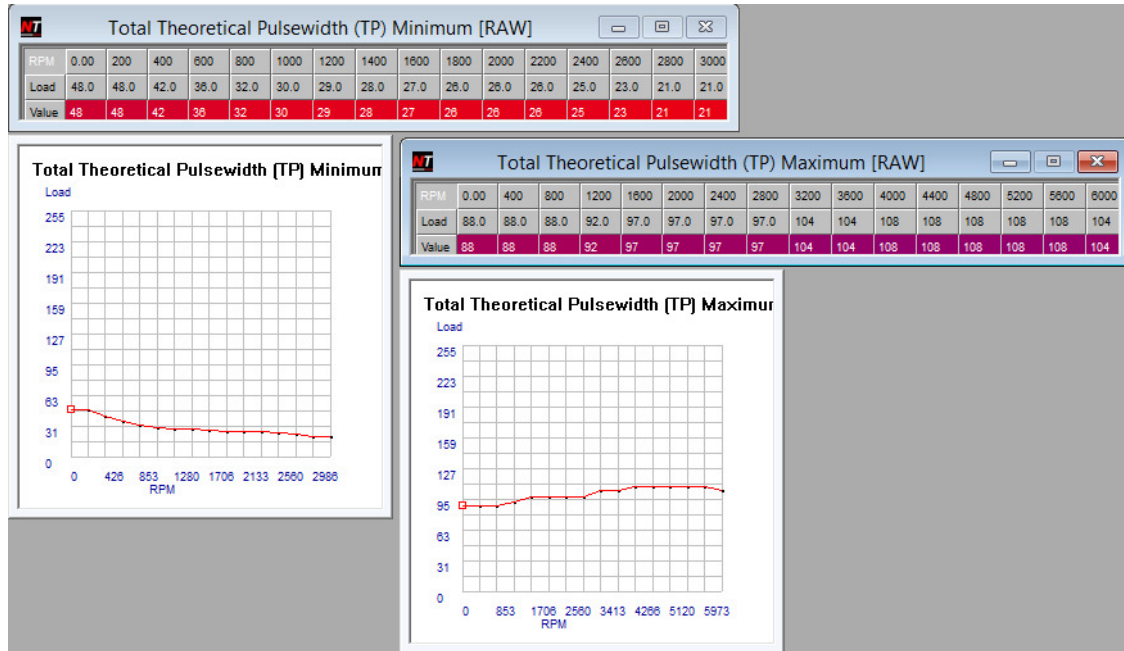 NT Total Theoretical Pulsewidth (TP) Minimum [RAW]
RPM 0.00 200 400 600 800 1000 1200 1400 1600 1800 2000 2200 2400 2600 2800 3000
Load 48.0 48.0 42.0 36.0 32.0 30.0 29.0 28.0 27.0 26.0 26.0 26.0 25.0 23.0 21.0 21.0
Value 48 48 42 36 32 30 29 28 27 26 26 26 25 23 21 21
Total Theoretical Pulsewidth (TP) Minimum
Load
255
223
191
159
127
95
63
31
0
0 426 853 1280 1706 2133 2560 2986
RPM
NT Total Theoretical Pulsewidth (TP) Maximum [RAW]
RPM 0.00 400 800 1200 1600 2000 2400 2800 3200 3600 4000 4400 4800 5200 5600 6000
Load 88.0 88.0 88.0 92.0 97.0 97.0 97.0 97.0 104 104 108 108 108 108 108 104
Value 88 88 88 92 97 97 97 97 104 104 108 108 108 108 108 104
Total Theoretical Pulsewidth (TP) Maximur
Load
255
223
191
159
127
95
63
31
0
0 853 1706 2560 3413 4266 5120 5973
RPM